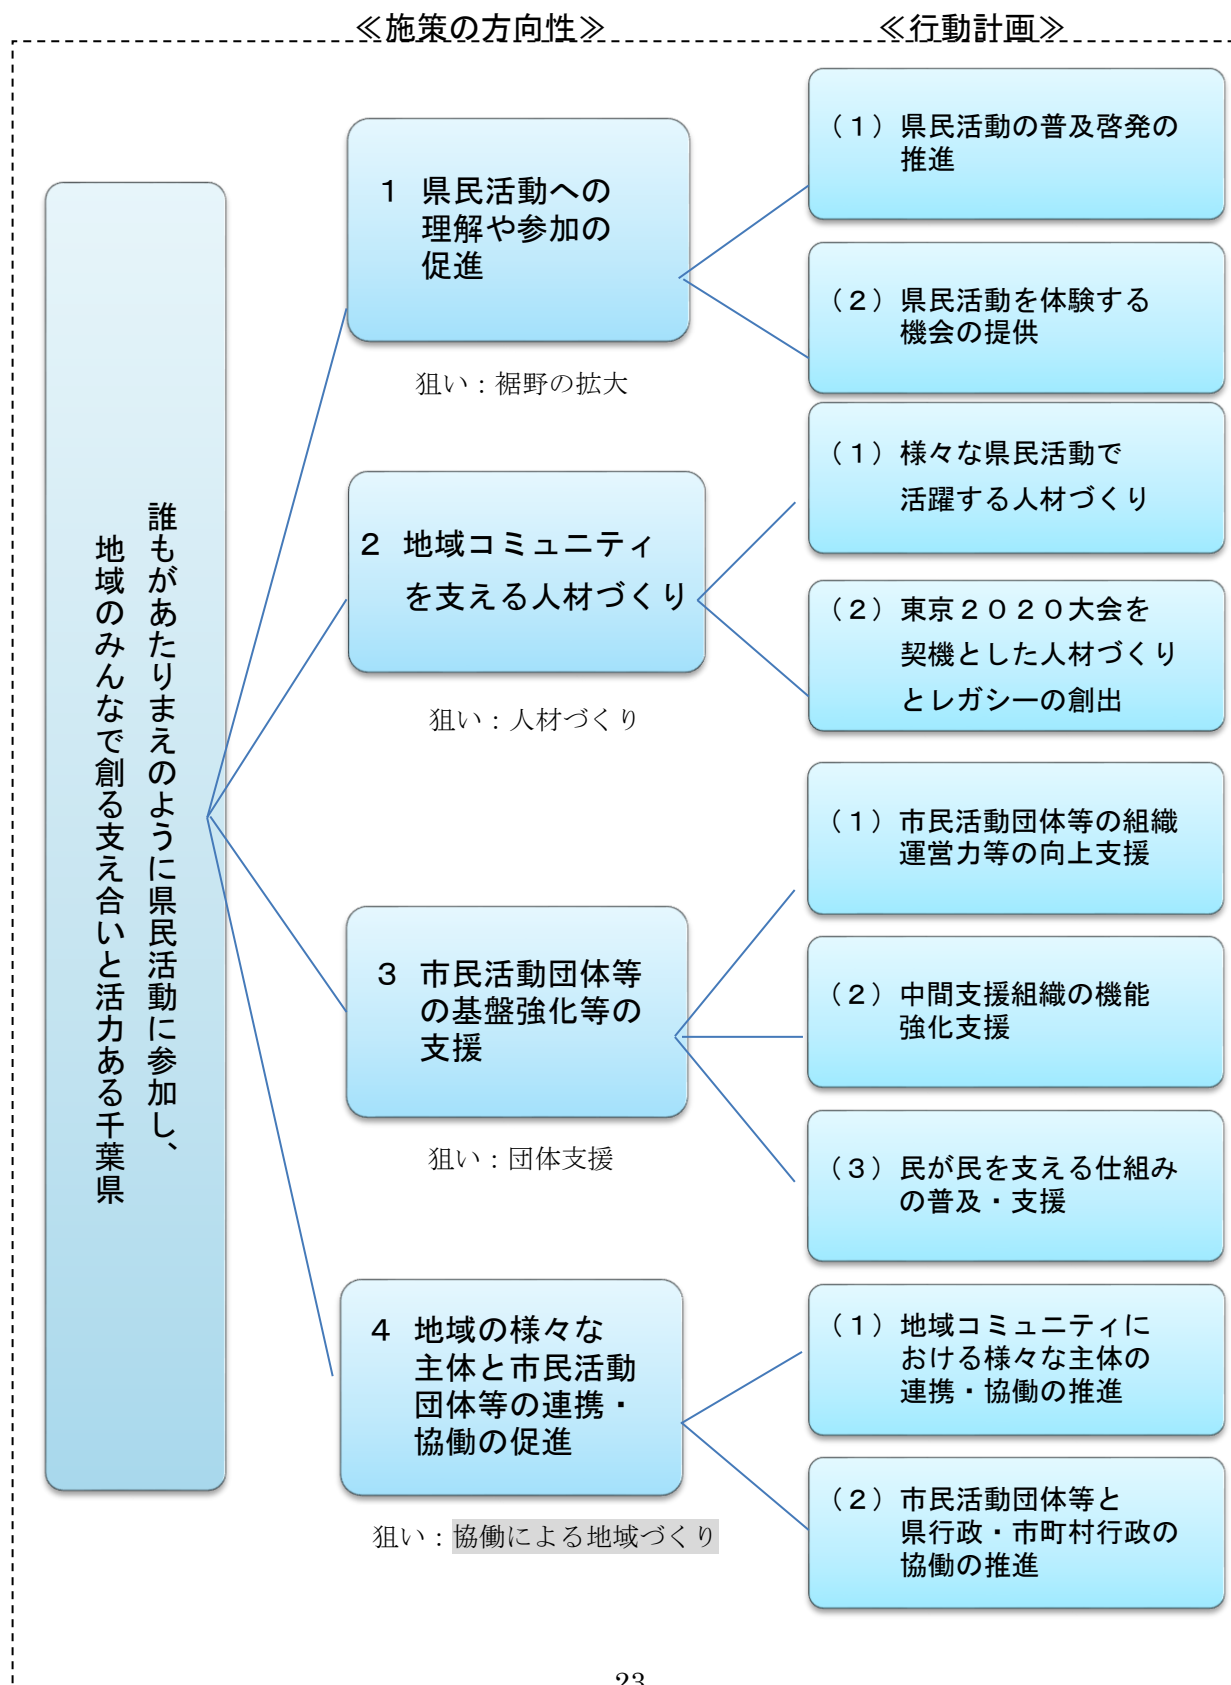 ≪施策の方向性≫
≪行動計画≫
誰もがあたりまえのように県民活動に参加し、
地域のみんなで創る支え合いと活力ある千葉県
１ 県民活動への
理解や参加の
促進
狙い：裾野の拡大
（１）県民活動の普及啓発の
推進
（２）県民活動を体験する
機会の提供
２ 地域コミュニティ
を支える人材づくり
狙い：人材づくり
（１）様々な県民活動で
活躍する人材づくり
（２）東京２０２０大会を
契機とした人材づくり
とレガシーの創出
３ 市民活動団体等
の基盤強化等の
支援
狙い：団体支援
（１）市民活動団体等の組織
運営力等の向上支援
（２）中間支援組織の機能
強化支援
（３）民が民を支える仕組み
の普及・支援
４ 地域の様々な
主体と市民活動
団体等の連携・
協働の促進
狙い：協働による地域づくり
（１）地域コミュニティに
おける様々な主体の
連携・協働の推進
（２）市民活動団体等と
県行政・市町村行政の
協働の推進
23